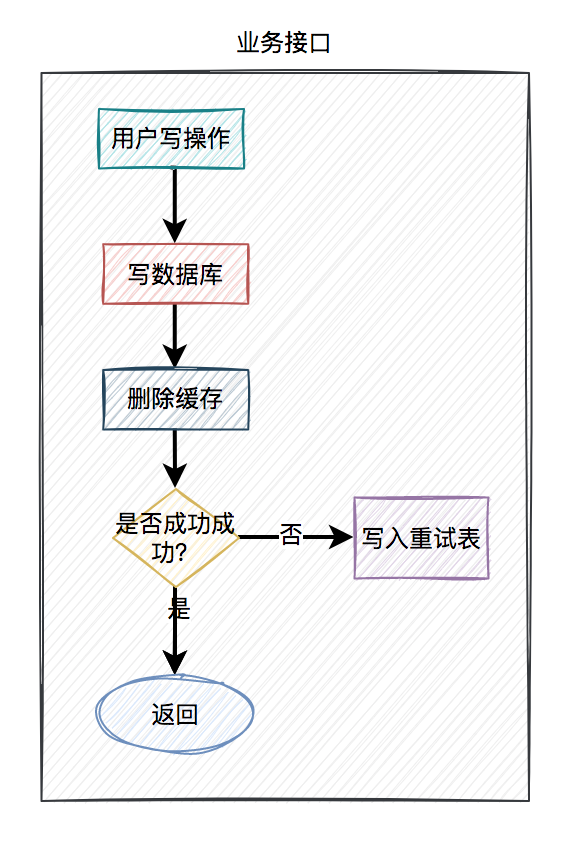 业务接口
用户写操作
写数据库
删除缓存
是否成功成
功?
否
写入重试表
是
返回